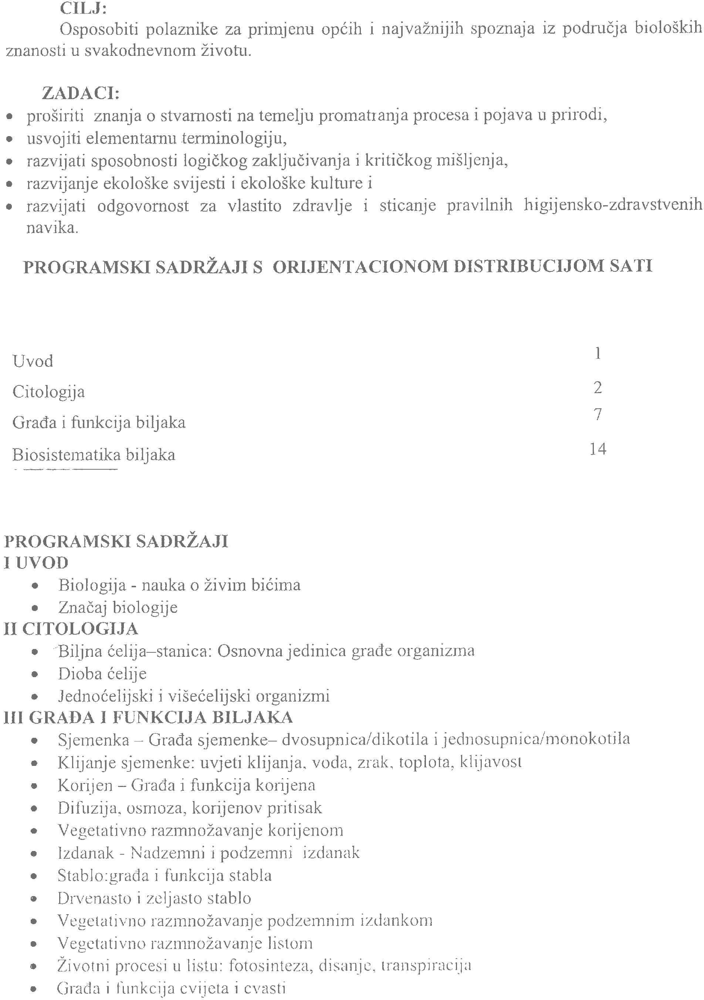 CILJ:
Osposobiti polaznike za primjenu općih i najvažnijih spoznaja iz područja bioloških
znanosti u svakodnevnom životu.
ZADACI:
• proširiti znanja o stvarnosti na temelju promatranja procesa i pojava u prirodi,
• usvojiti elementarnu terminologiju,
• razvijati sposobnosti logičkog zaključivanja i kritičkog mišljenja,
• razvijanje ekološke svijesti i ekološke kulture i
• razvijati odgovornost za vlastito zdravlje i sticanje pravilnih higijensko-zdravstvenih
navika.
PROGRAMSKI SADRŽAJI S ORIJENTACIONOM DISTRIBUCIJOM SATI
Uvod 1
Citologija 2
Građa i funkcija biljaka 7
Biosistematika biljaka 14
PROGRAMSKI SADRŽAJI
I UVOD
• Biologija - nauka o živim bićima
• Značaj biologije
II CITOLOGIJA
• Biljna ćelija–stanica: Osnovna jedinica građe organizma
• Dioba ćelije
• Jednoćelijski i višećelijski organizmi
III GRAĐA I FUNKCIJA BILJAKA
• Sjemenka – Građa sjemenke– dvosupnica/dikotila i jednosupnica/monokotila
• Klijanje sjemenke: uvjeti klijanja, voda, zrak, toplota, klijavost
• Korijen – Građa i funkcija korijena
• Difuzija, osmoza, korijenov pritisak
• Vegetativno razmnožavanje korijenom
• Izdanak - Nadzemni i podzemni izdanak
• Stablo:građa i funkcija stabla
• Drvenasto i zeljasto stablo
• Vegetativno razmnožavanje podzemnim izdankom
• Vegetativno razmnožavanje listom
• Životni procesi u listu: fotosinteza, disanje, transpiracija
• Građa i funkcija cvijeta i cvasti